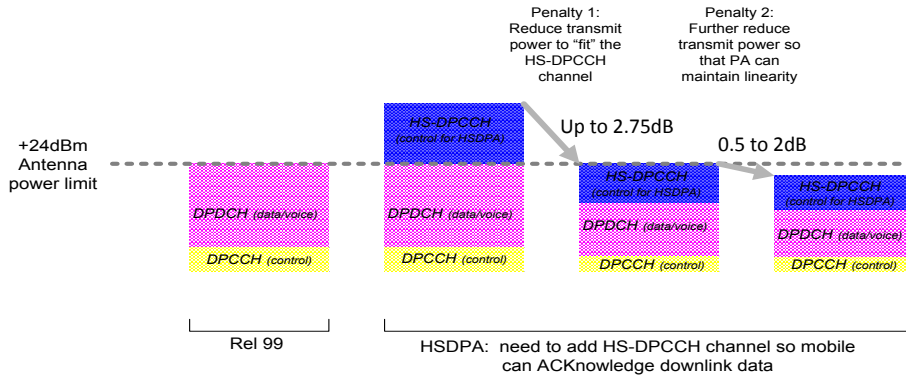 Penalty 1:
Reduce transmit
power to “fit” the
HS-DPCCH
channel
Penalty 2:
Further reduce
transmit power so
that PA can
maintain linearity
+24dBm
Antenna
power limit
HS-DPCCH
(control for HSDPA)
Up to 2.75dB
0.5 to 2dB
DPDCH (data/voice)
DPCCH (control)
DPDCH (data/voice)
DPCCH (control)
HS-DPCCH
(control for HSDPA)
DPDCH (data/voice)
DPCCH (control)
HS-DPCCH
(control for HSDPA)
DPDCH (data/voice)
DPCCH (control)
Rel 99
HSDPA: need to add HS-DPCCH channel so mobile
can ACKnowledge downlink data